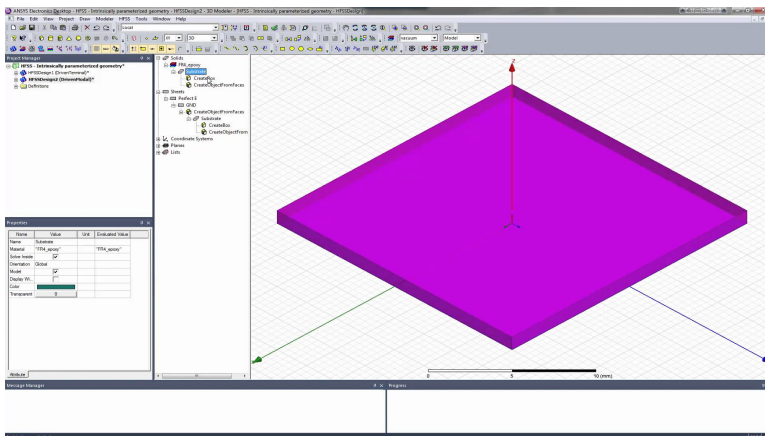 ANSYS Electronics Desktop - HFSS - Intrinsically parameterized geometry - HFSSDesign2 - 3D Modeler - [HFSS - Intrinsically parameterized geometry - HFSSDesign2]
File Edit View Project Draw Modeler HFSS Tools Window Help
Local
vacuum
Model
Project Manager
HFSS - Intrinsically parameterized geometry*
HFSSDesign1 (DrivenTerminal)*
HFSSDesign2 (DrivenModal)*
Definitions
Solids
FR4_epoxy
Substrate
CreateBox
CreateObjectFromFaces
Sheets
Perfect E
GND
CreateObjectFromFaces
Substrate
CreateBox
CreateObjectFrom
Coordinate Systems
Planes
Lists
Z
Properties
Name Value Unit Evaluated Value
Name Substrate
Material "FR4_epoxy" "FR4_epoxy"
Solve Inside
Orientation Global
Model
Display Wi...
Color
Transparent 0
Attribute
0 5 10 (mm)
Message Manager
Progress